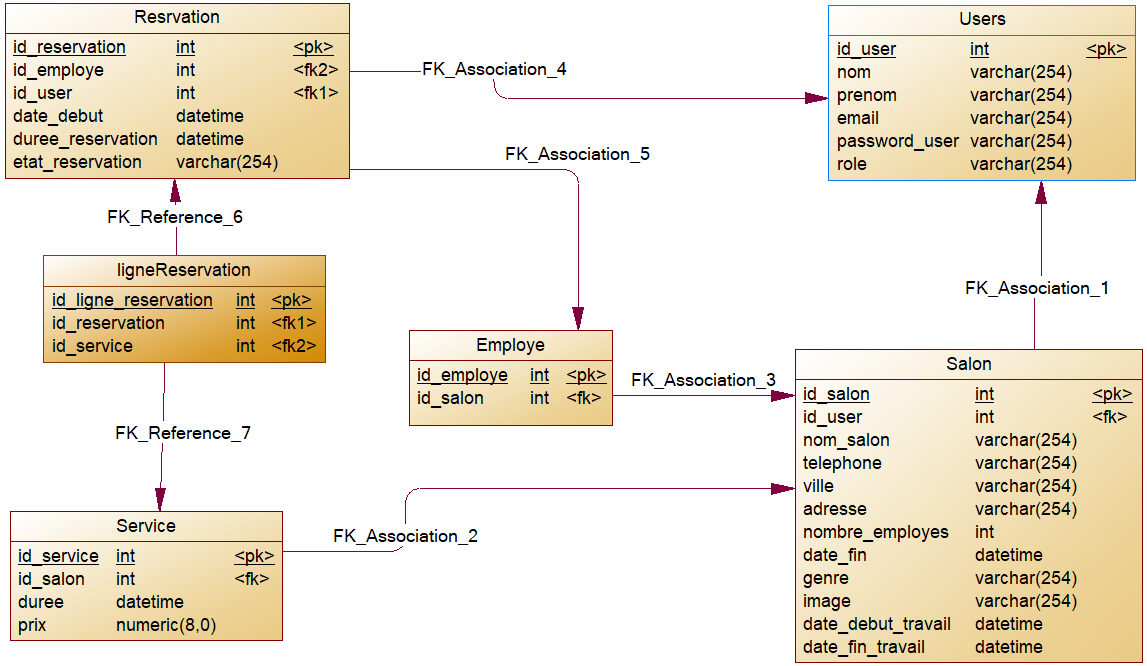 Resrvation
id_reservation int <pk>
id_employe int <fk2>
id_user int <fk1>
date_debut datetime
duree_reservation datetime
etat_reservation varchar(254)
FK_Association_4
Users
id_user int <pk>
nom varchar(254)
prenom varchar(254)
email varchar(254)
password_user varchar(254)
role varchar(254)
FK_Association_5
FK_Reference_6
ligneReservation
id_ligne_reservation int <pk>
id_reservation int <fk1>
id_service int <fk2>
FK_Association_1
Employe
id_employe int <pk>
id_salon int <fk>
FK_Association_3
Salon
id_salon int <pk>
id_user int <fk>
nom_salon varchar(254)
telephone varchar(254)
ville varchar(254)
adresse varchar(254)
nombre_employes int
date_fin datetime
genre varchar(254)
image varchar(254)
date_debut_travail datetime
date_fin_travail datetime
FK_Reference_7
Service
id_service int <pk>
id_salon int <fk>
duree datetime
prix numeric(8,0)
FK_Association_2